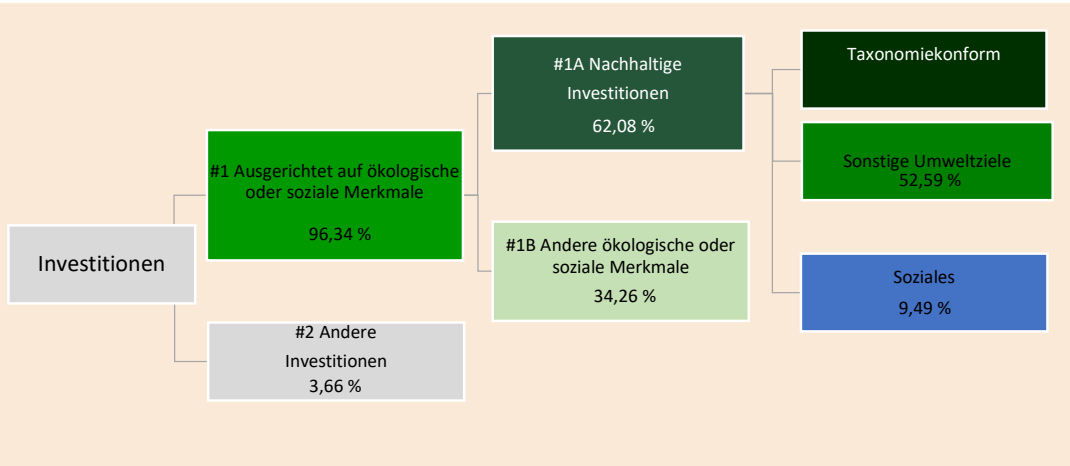 Investitionen
#1 Ausgerichtet auf ökologische
oder soziale Merkmale
96,34 %
#2 Andere
Investitionen
3,66 %
#1A Nachhaltige
Investitionen
62,08 %
#1B Andere ökologische oder
soziale Merkmale
34,26 %
Taxonomiekonform
Sonstige Umweltziele
52,59 %
Soziales
9,49 %